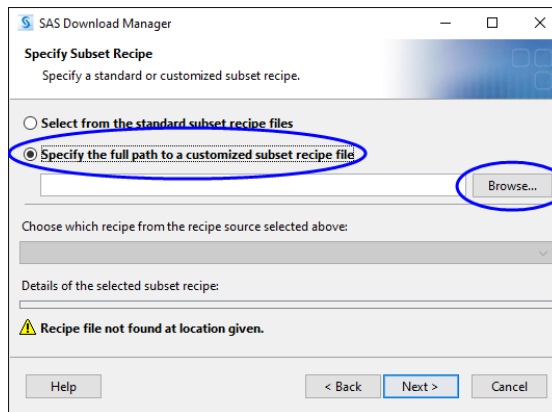 SAS Download Manager
Specify Subset Recipe
Specify a standard or customized subset recipe.
Select from the standard subset recipe files
Specify the full path to a customized subset recipe file
Browse...
Choose which recipe from the recipe source selected above:
Details of the selected subset recipe:
Recipe file not found at location given.
Help
< Back
Next >
Cancel